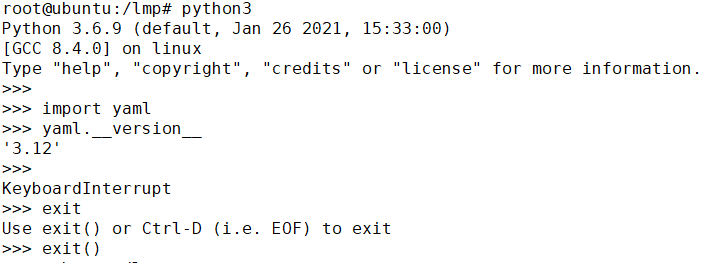 root@ubuntu:/lmp# python3
Python 3.6.9 (default, Jan 26 2021, 15:33:00)
[GCC 8.4.0] on linux
Type "help", "copyright", "credits" or "license" for more information.
>>>
>>> import yaml
>>> yaml.__version__
'3.12'
>>>
KeyboardInterrupt
>>> exit
Use exit() or Ctrl-D (i.e. EOF) to exit
>>> exit()